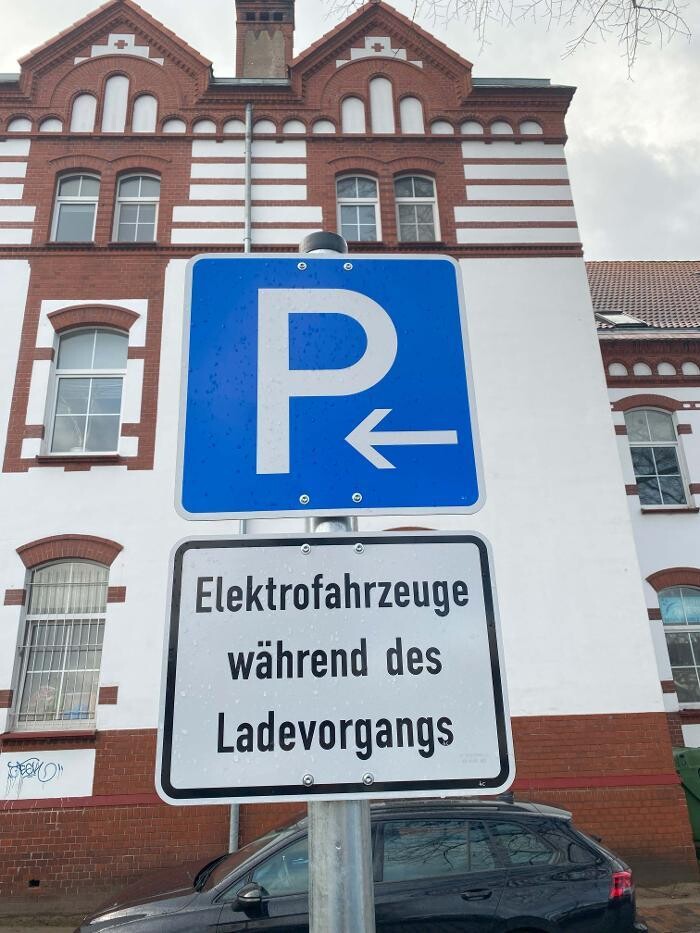 P
Elektrofahrzeuge
während des
Ladevorgangs